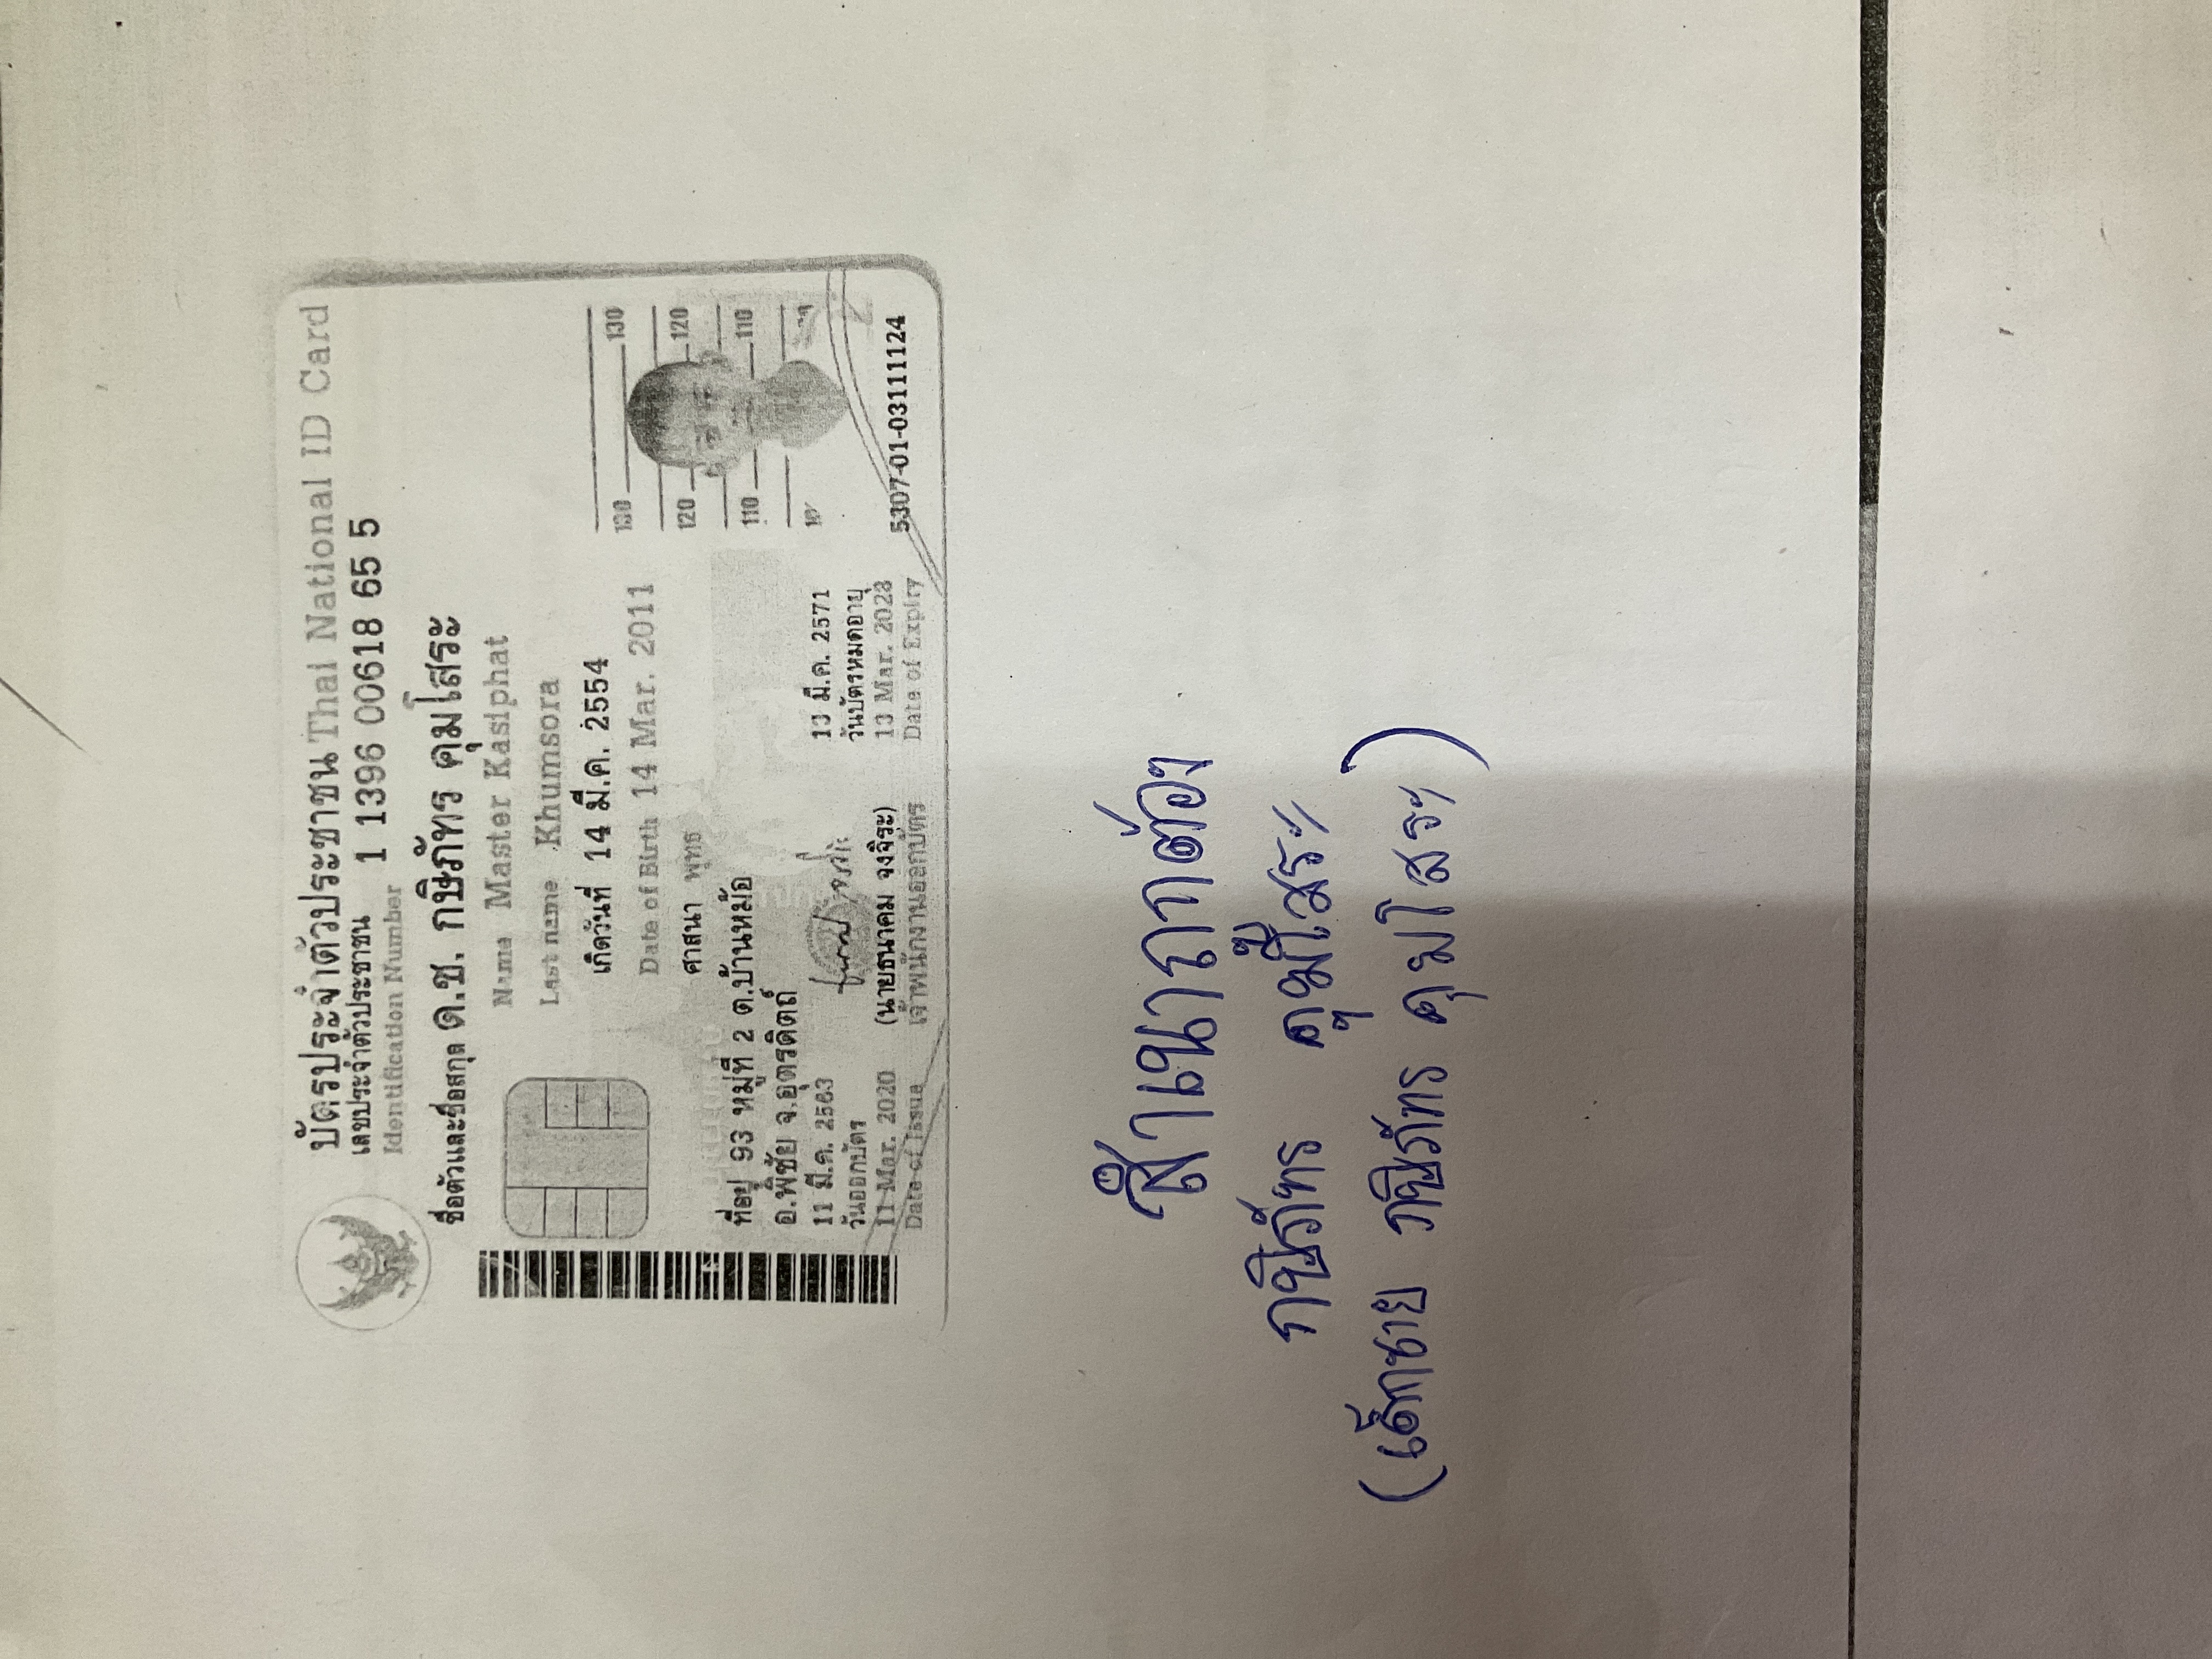 บัตรประจำตัวประชาชน Thai National ID Card
เลขประจำตัวประชาชน 1 1396 00618 65 5
Identification Number
ชื่อตัวและชื่อสกุล ด.ช. กษิภัทร คุมโสระ
Name Master Kasiphat
Last name Khumsora
เกิดวันที่ 14 มี.ค. 2554
Date of Birth 14 Mar. 2011
ศาสนา พุทธ
ที่อยู่ 93 หมู่ที่ 2 ต.บ้านหม้อ
อ.พิชัย จ.อุตรดิตถ์
11 มี.ค. 2563
วันออกบัตร
11 Mar. 2020
Date of Issue
(นายธนาคม จงจิระ)
เจ้าพนักงานออกบัตร
13 มี.ค. 2571
วันบัตรหมดอายุ
13 Mar. 2028
Date of Expiry
130 130
120 120
110 110
5307-01-03111124
สำเนาถูกต้อง
กษิภัทร คุมโสระ
(เด็กชาย กษิภัทร คุมโสระ)